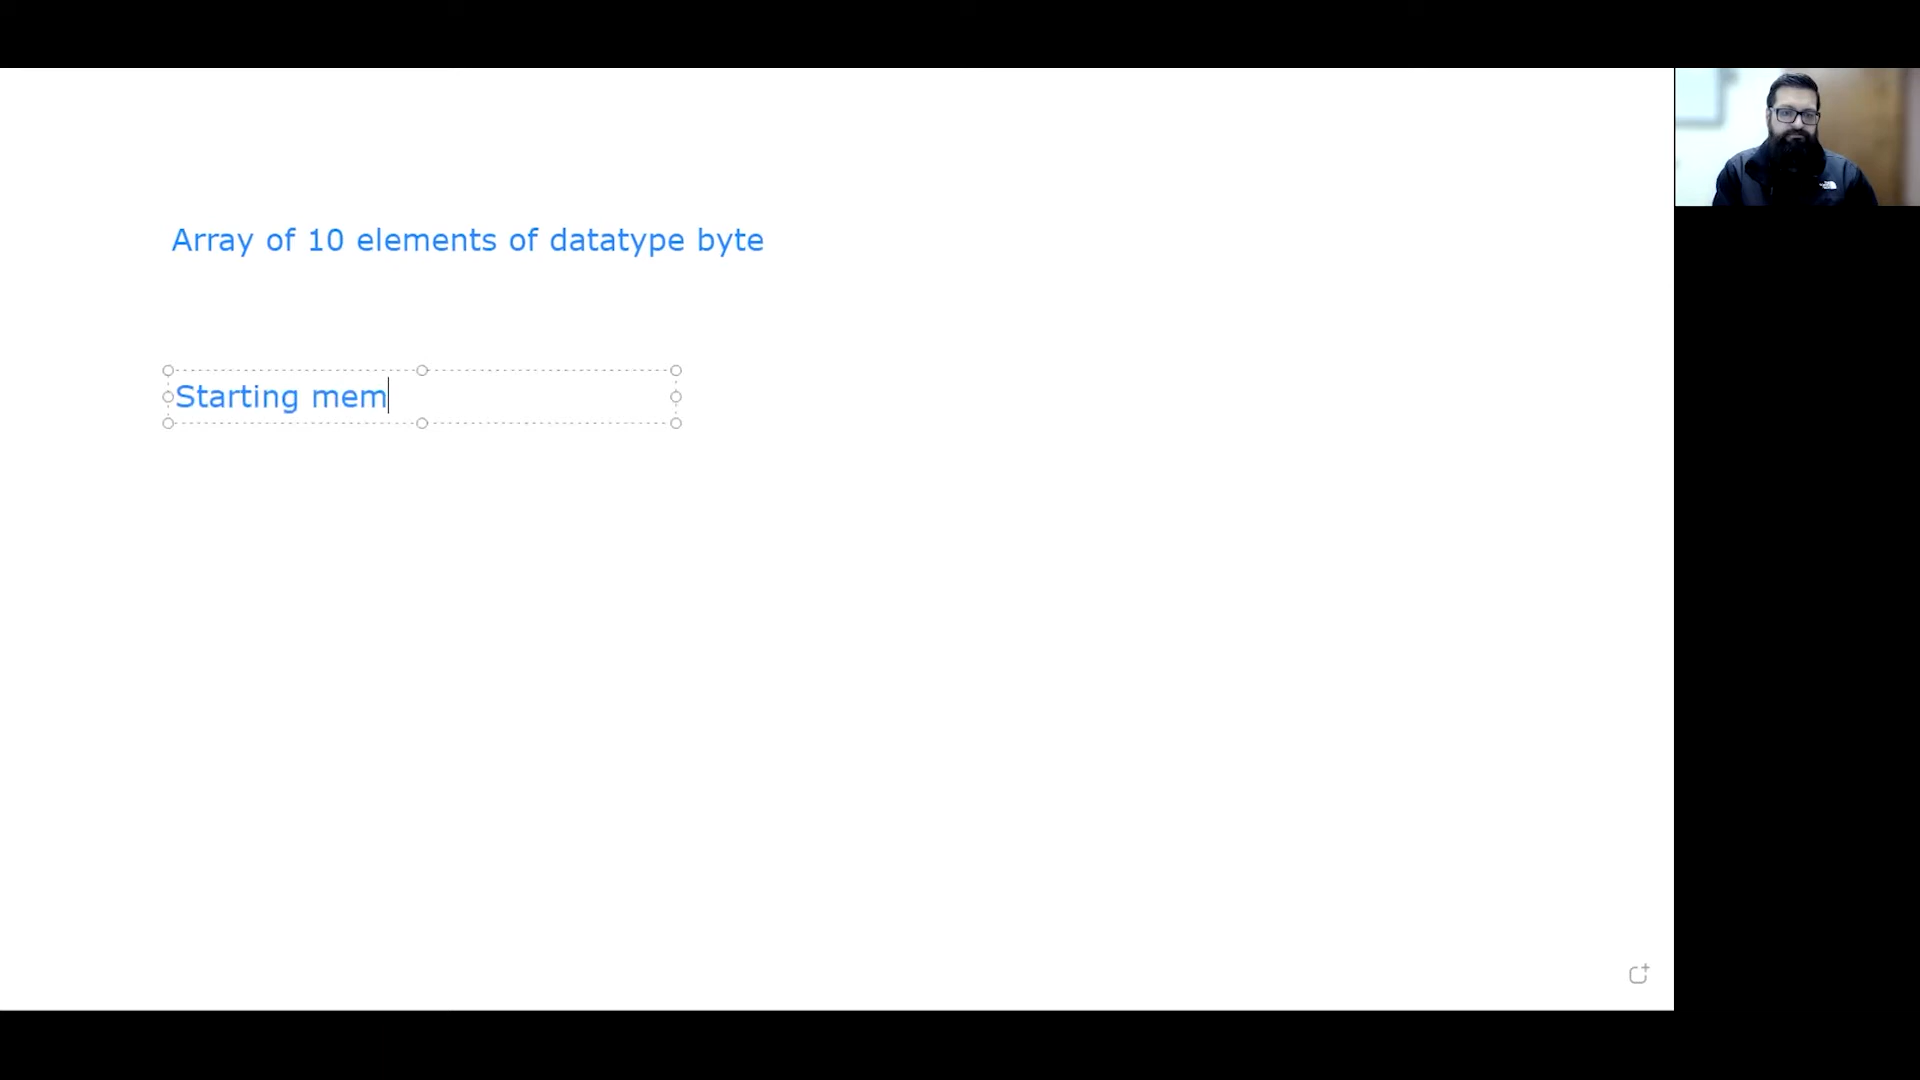 Array of 10 elements of datatype byte
Starting mem